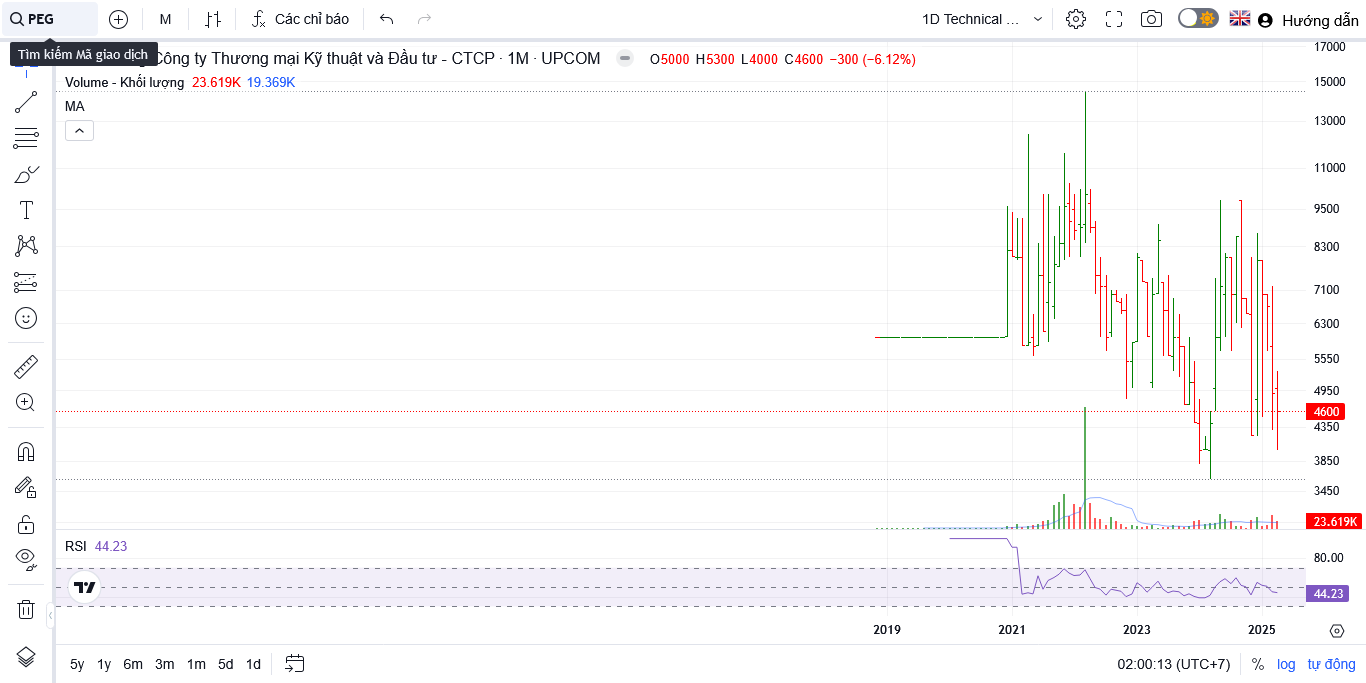 PEG
M
Các chỉ báo
1D Technical ...
Hướng dẫn
Tìm kiếm Mã giao dịch
Công ty Thương mại Kỹ thuật và Đầu tư - CTCP · 1M · UPCOM
O5000 H5300 L4000 C4600 −300 (−6.12%)
Volume - Khối lượng 23.619K 19.369K
MA
17000
15000
13000
11000
9500
8300
7100
6300
5550
4950
4600
4350
3850
3450
23.619K
RSI 44.23
80.00
44.23
2019 2021 2023 2025
5y 1y 6m 3m 1m 5d 1d
02:00:13 (UTC+7) % log tự động